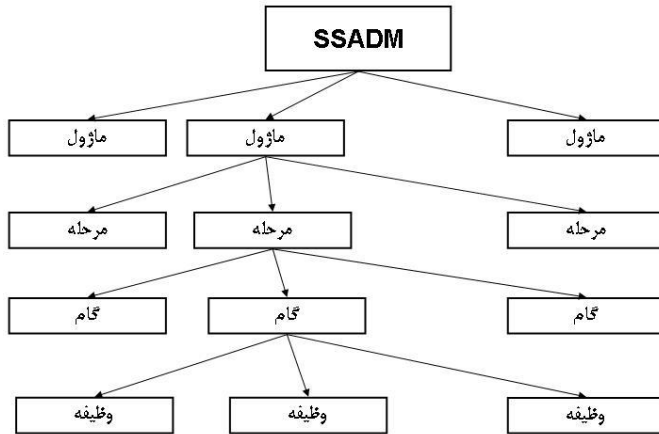 SSADM
ماژول ماژول ماژول
مرحله مرحله مرحله
گام گام گام
وظیفه وظیفه وظیفه